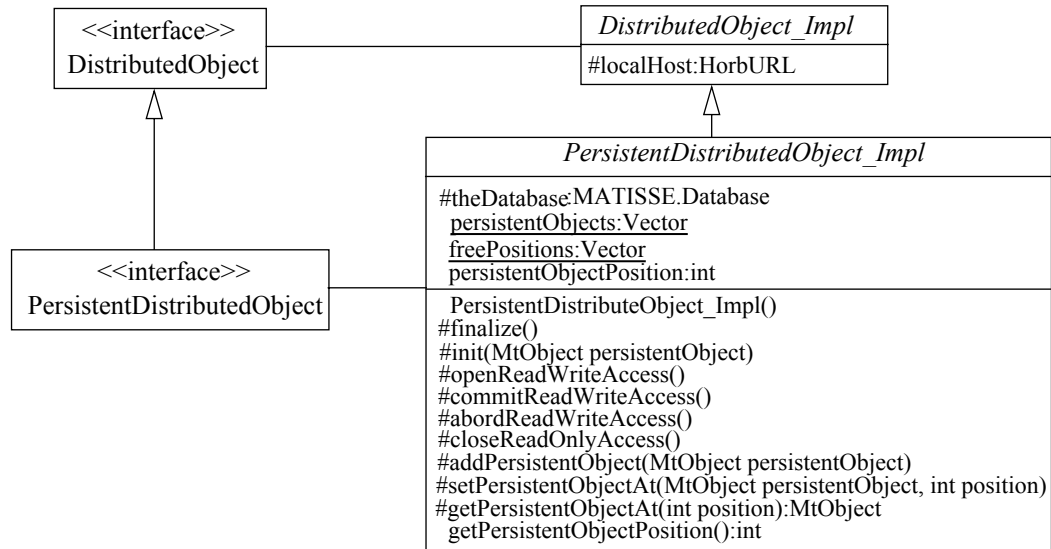 <<interface>>
DistributedObject
DistributedObject_Impl
#localHost:HorbURL
PersistentDistributedObject_Impl
#theDatabase:MATISSE.Database
persistentObjects:Vector
freePositions:Vector
persistentObjectPosition:int
<<interface>>
PersistentDistributedObject
PersistentDistributeObject_Impl()
#finalize()
#init(MtObject persistentObject)
#openReadWriteAccess()
#commitReadWriteAccess()
#abordReadWriteAccess()
#closeReadOnlyAccess()
#addPersistentObject(MtObject persistentObject)
#setPersistentObjectAt(MtObject persistentObject, int position)
#getPersistentObjectAt(int position):MtObject
getPersistentObjectPosition():int